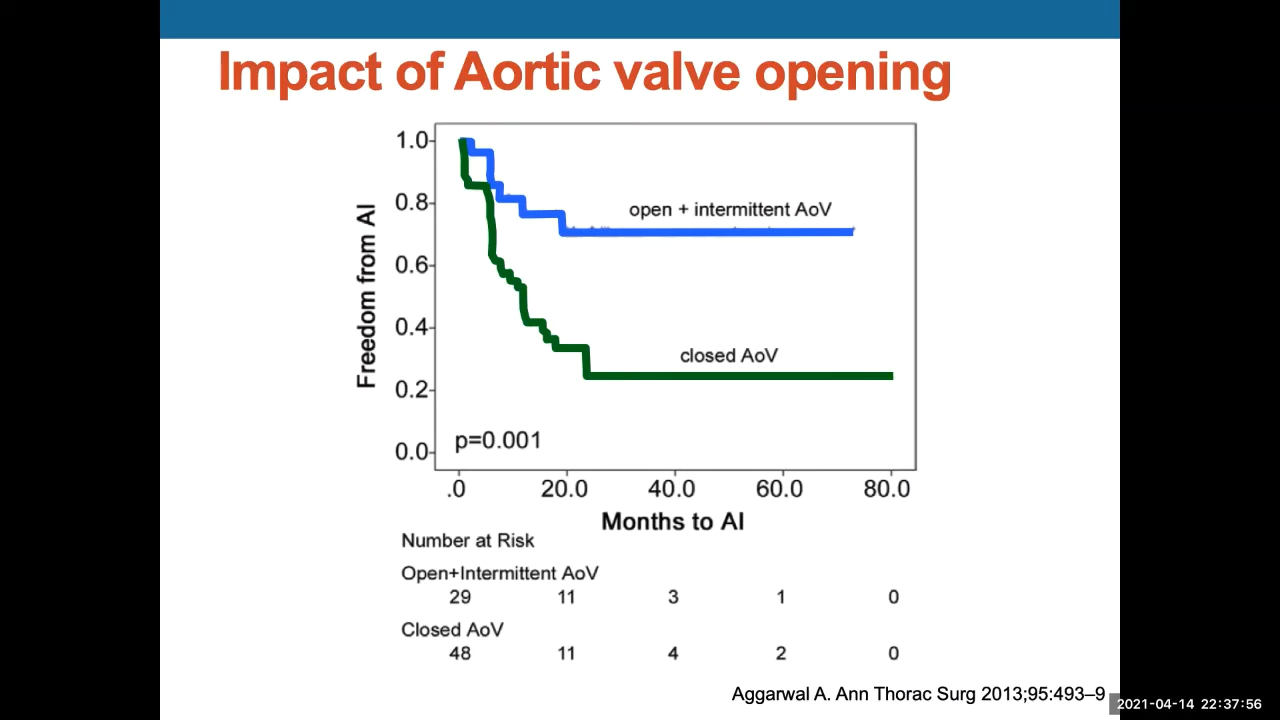 Impact of Aortic valve opening
1.0
0.8
0.6
0.4
0.2
0.0
Freedom from AI
open + intermittent AoV
closed AoV
p=0.001
.0 20.0 40.0 60.0 80.0
Months to AI
Number at Risk
Open+Intermittent AoV
29 11 3 1 0
Closed AoV
48 11 4 2 0
Aggarwal A. Ann Thorac Surg 2013;95:493–9
2021-04-14 22:37:56